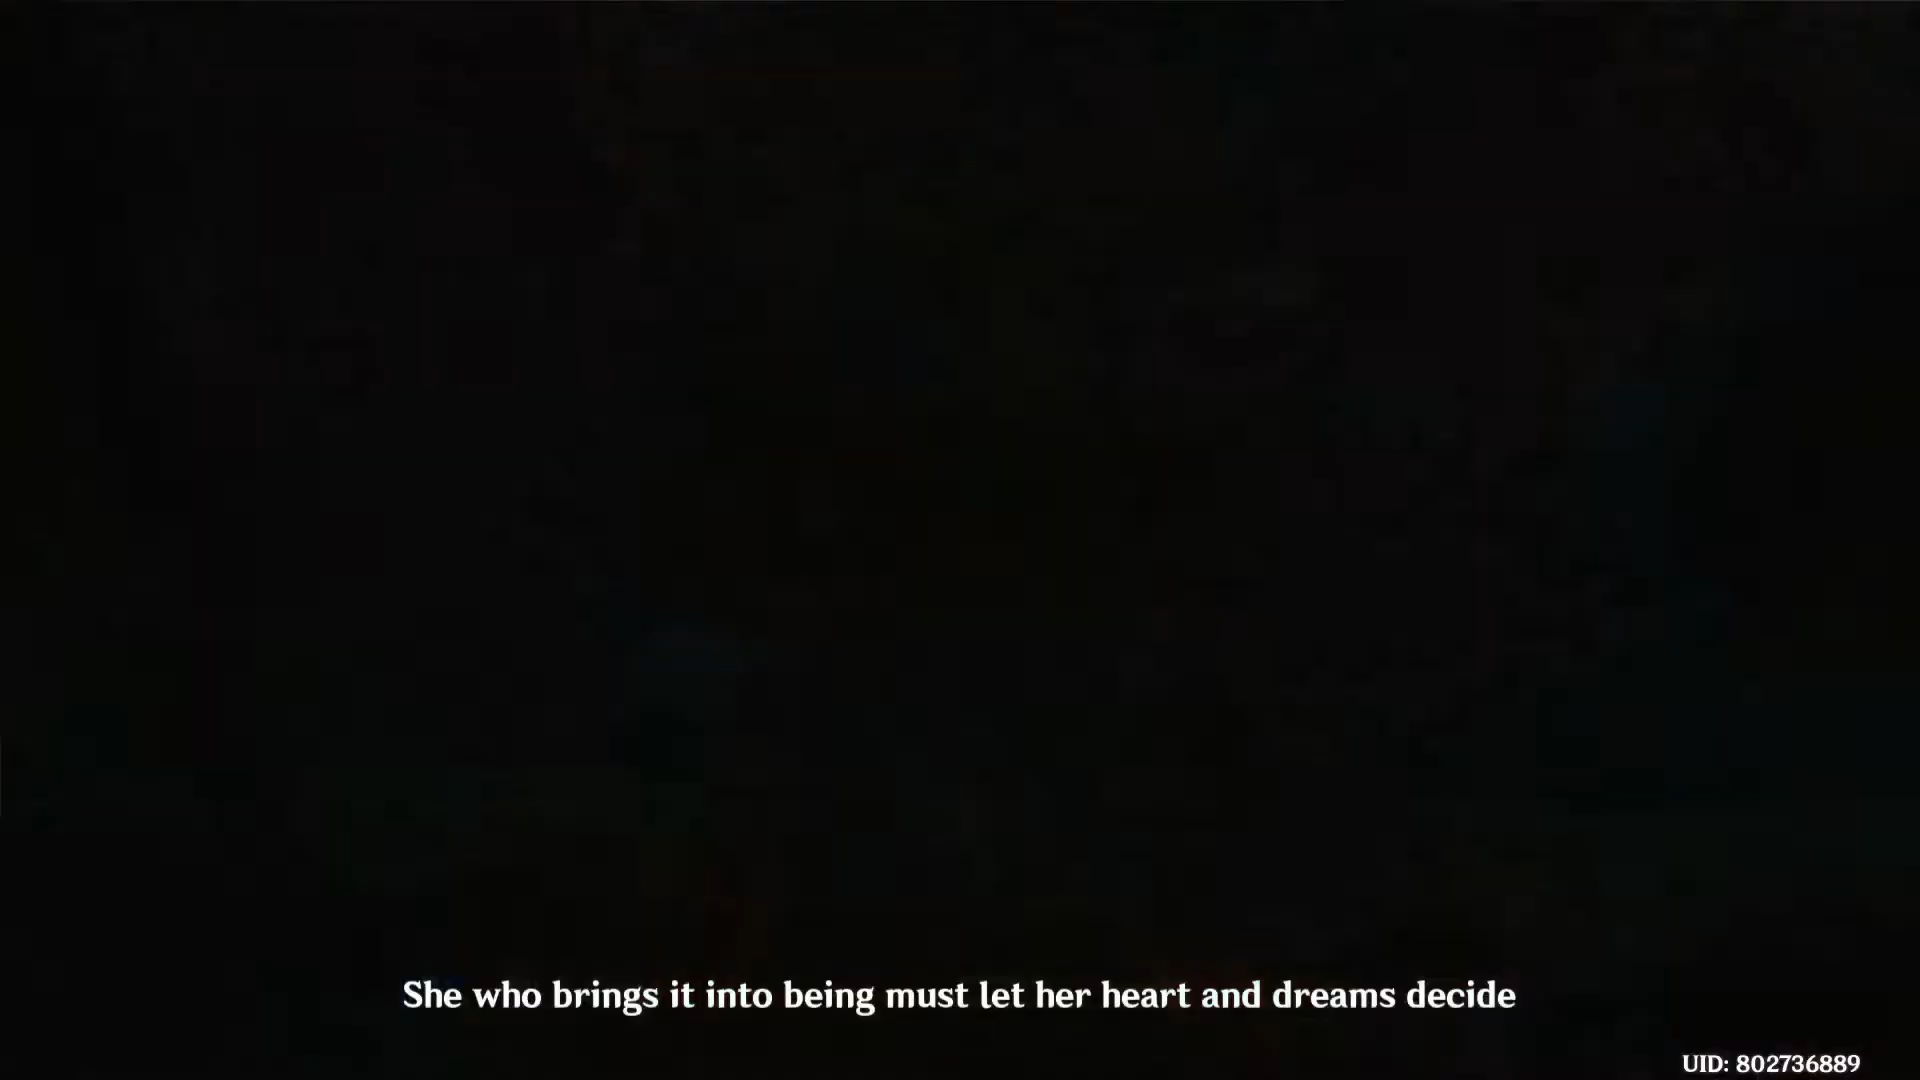 She who brings it into being must let her heart and dreams decide
UID: 802736889